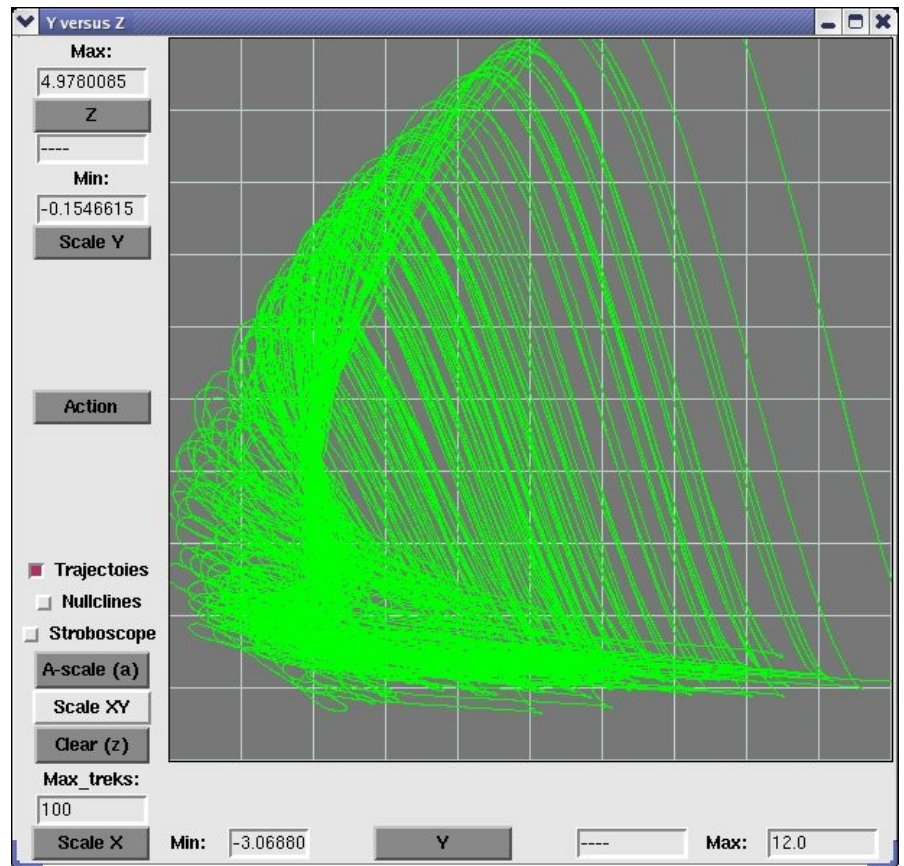 Y versus Z
Max:
4.9780085
Z
----
Min:
-0.1546615
Scale Y
Action
Trajectoies
Nullclines
Stroboscope
A-scale (a)
Scale XY
Clear (z)
Max_treks:
100
Scale X Min: -3.06880 Y ---- Max: 12.0